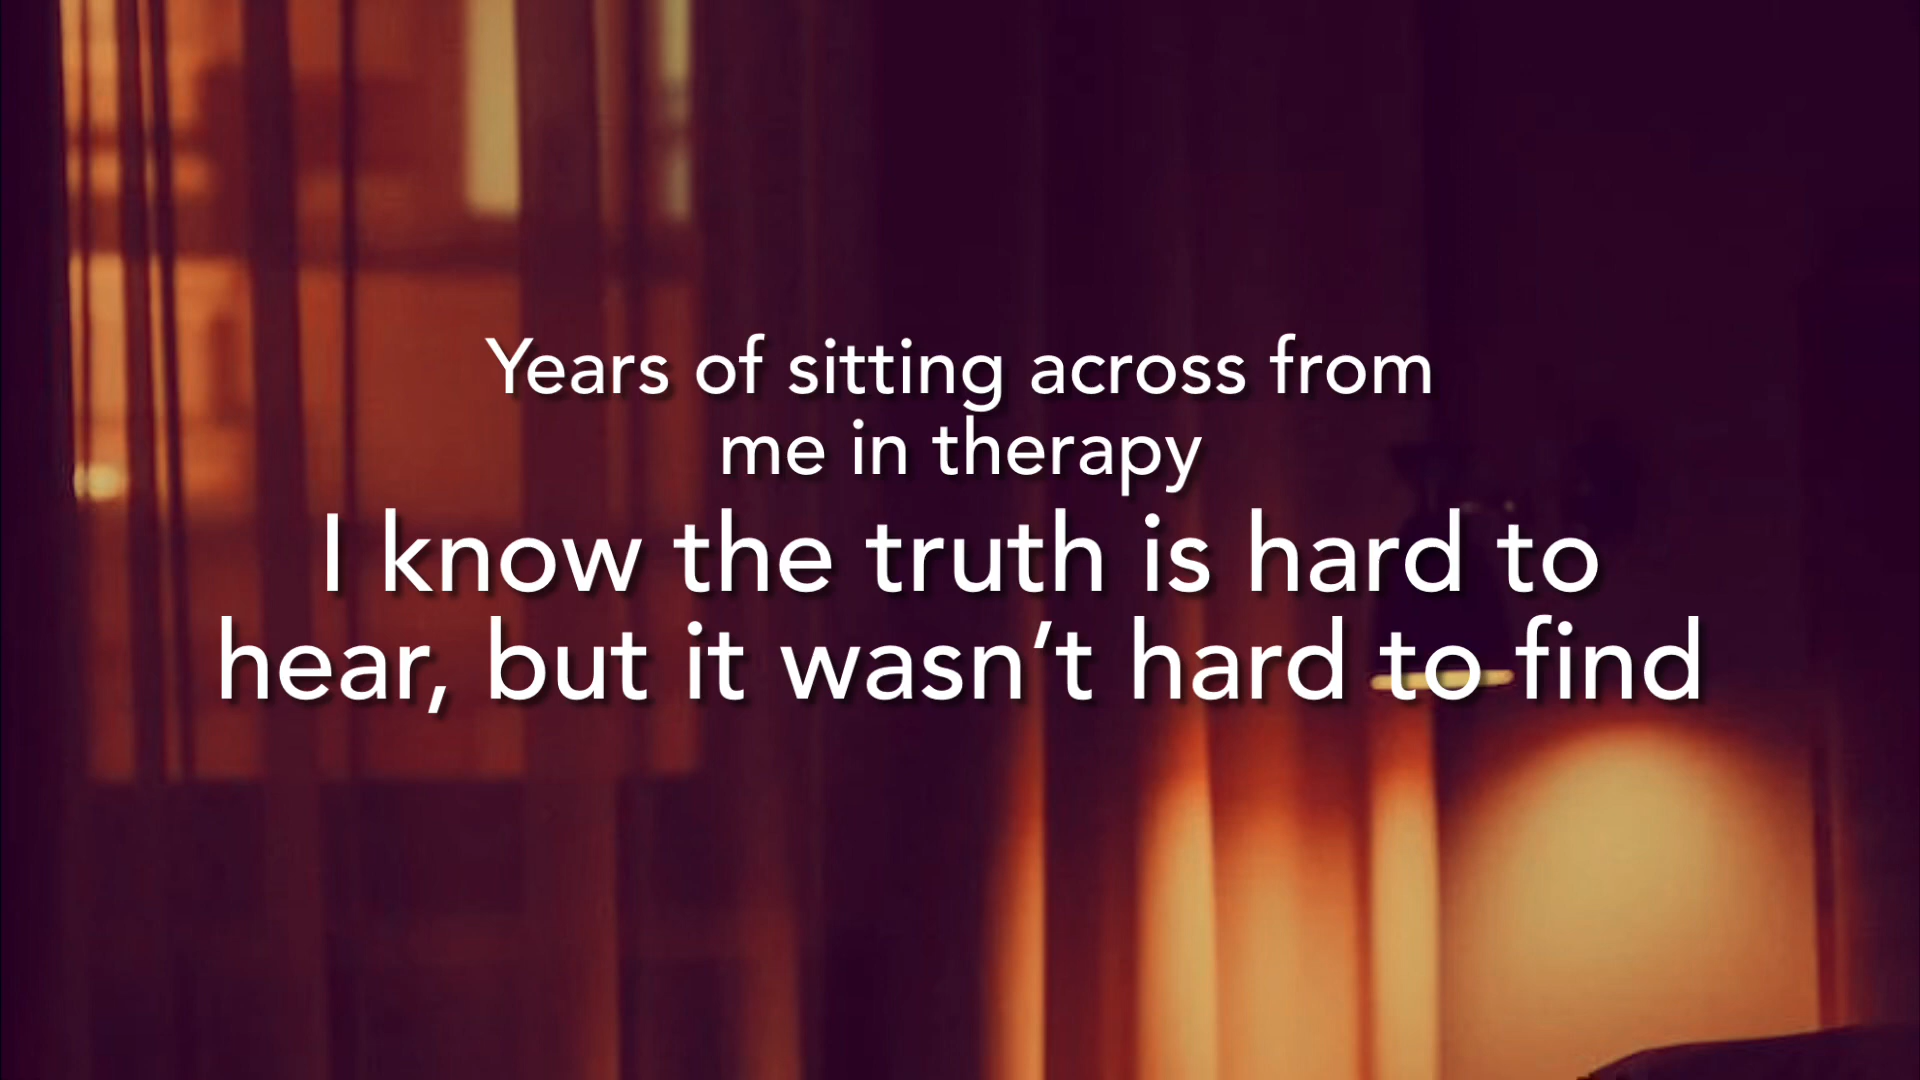 Years of sitting across from
me in therapy
I know the truth is hard to
hear, but it wasn’t hard to find